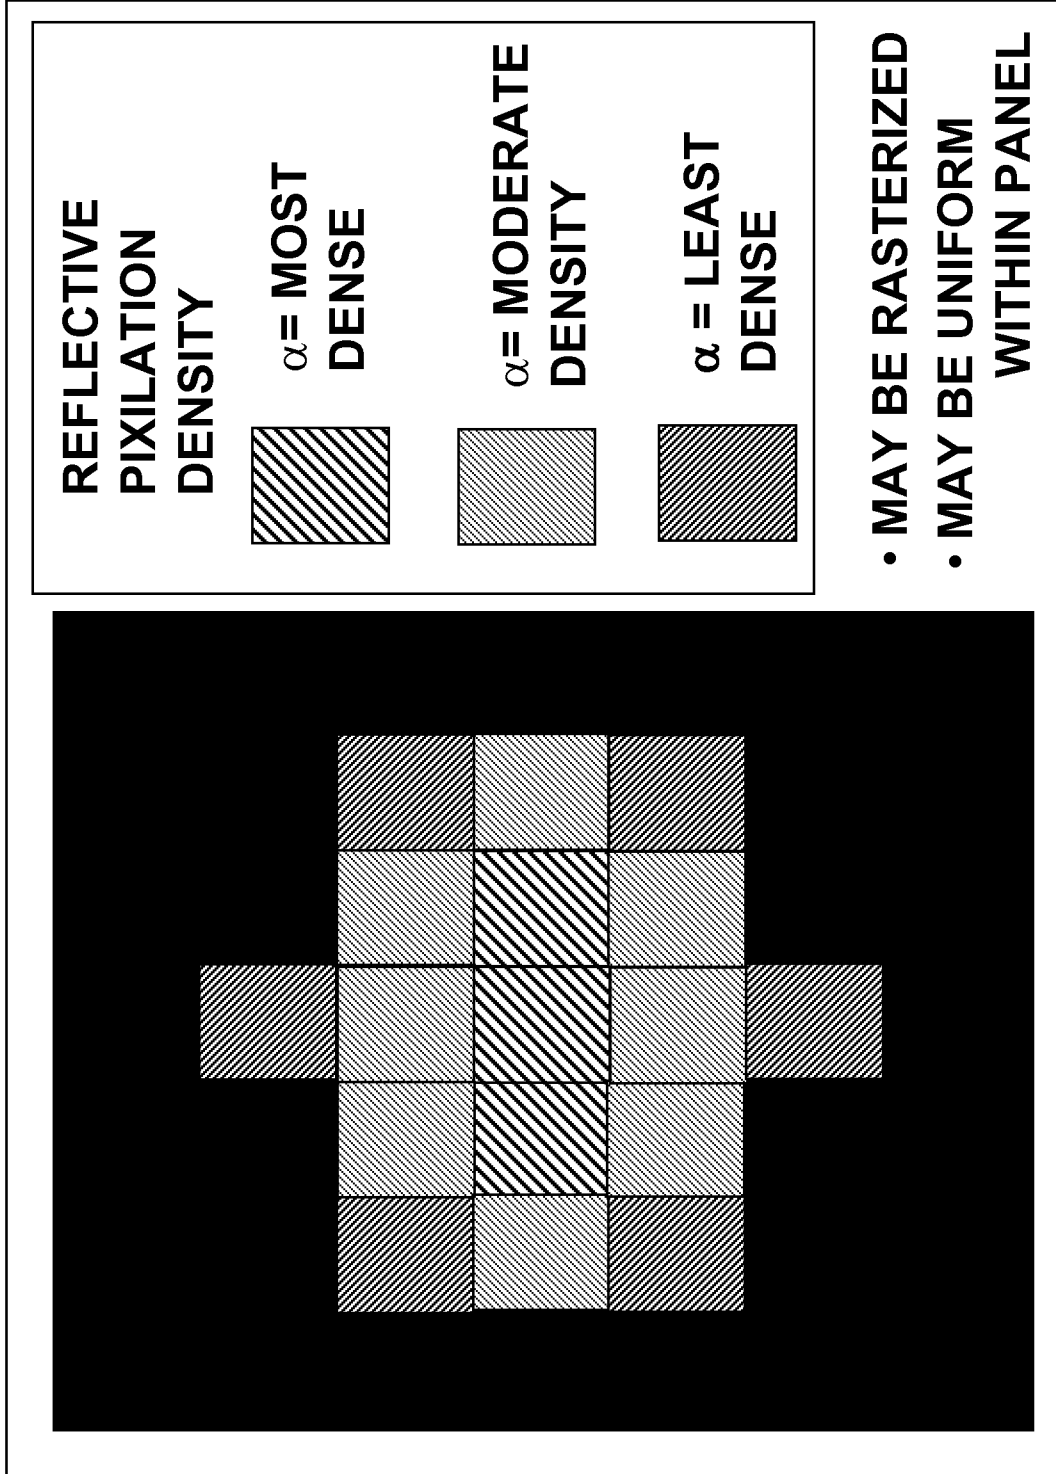 REFLECTIVE
PIXILATION
DENSITY
α= MOST
DENSE
α= MODERATE
DENSITY
α = LEAST
DENSE
• MAY BE RASTERIZED
• MAY BE UNIFORM
WITHIN PANEL